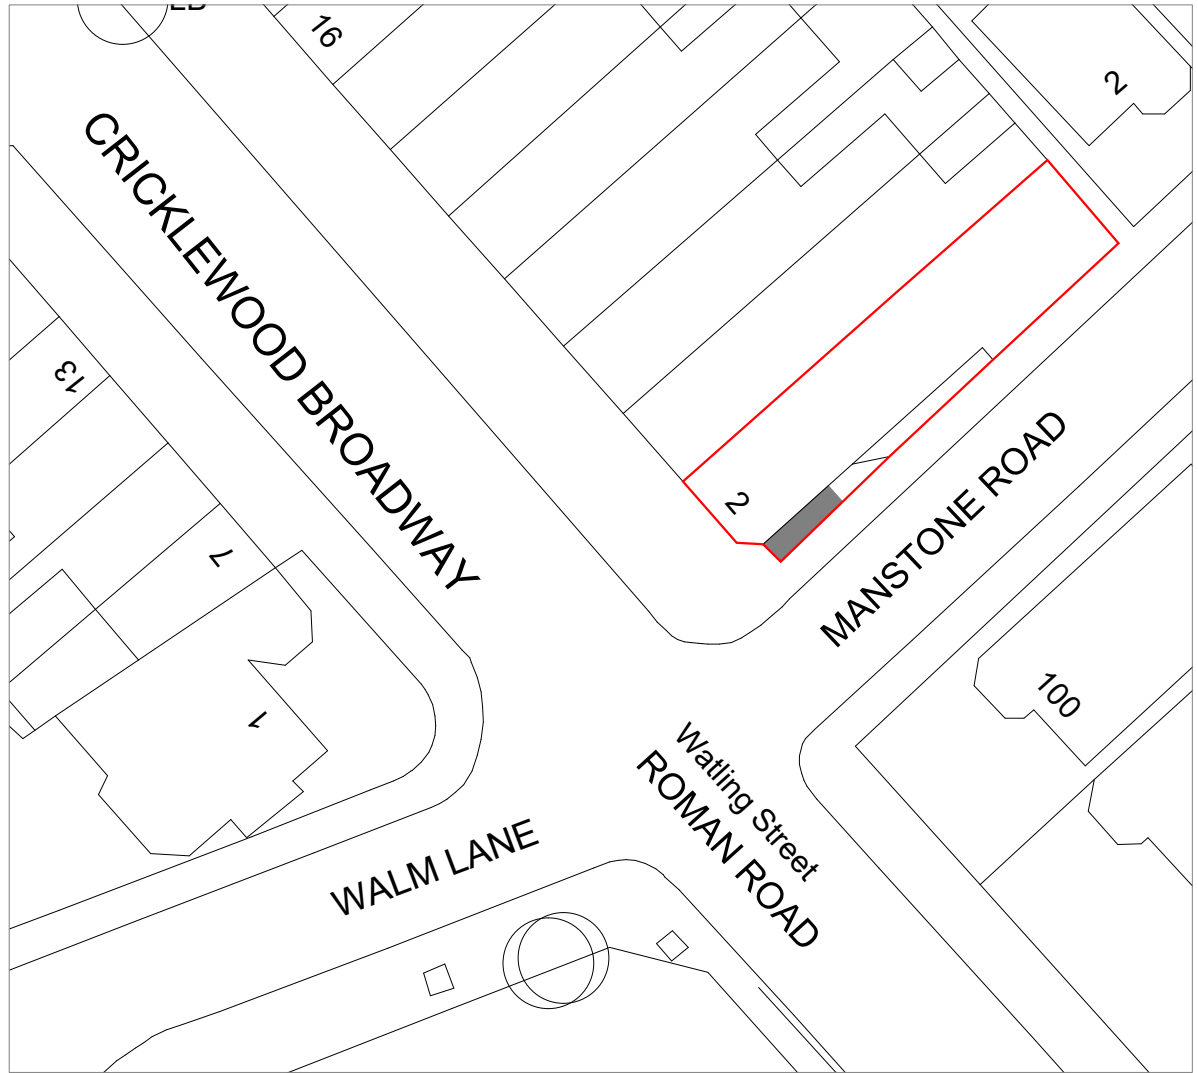 16
2
CRICKLEWOOD BROADWAY
13
2
MANSTONE ROAD
7
100
1
Watling Street
ROMAN ROAD
WALM LANE